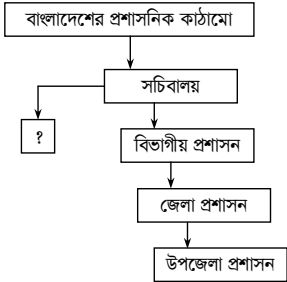 বাংলাদেশের প্রশাসনিক কাঠামো
সচিবালয়
?
বিভাগীয় প্রশাসন
জেলা প্রশাসন
উপজেলা প্রশাসন